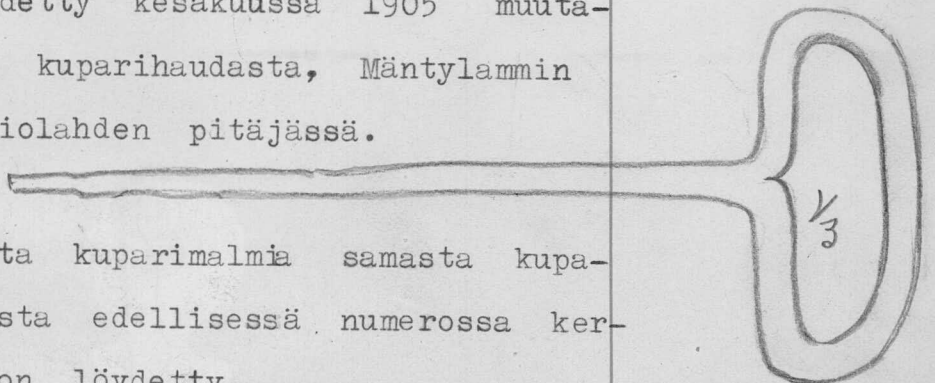 detty kesäkuussa 1905 muuta-
kuparihaudasta, Mäntylammin
iolahden pitäjässä.
1/3
ta kuparimalmia samasta kupa-
sta edellisessä numerossa ker-
on löydetty